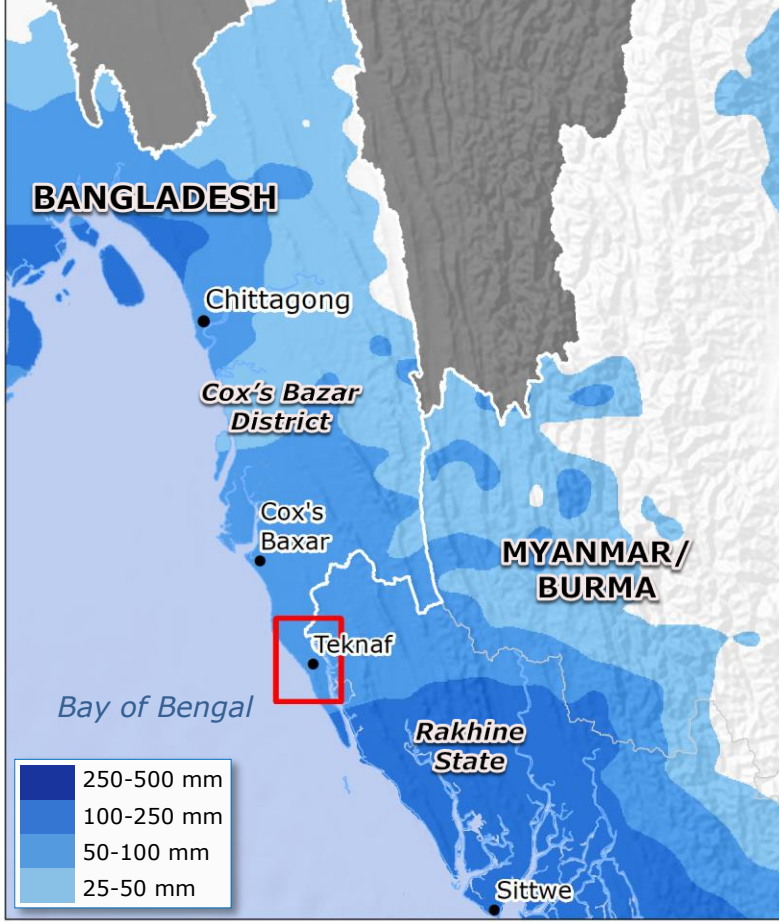 BANGLADESH
Chittagong
Cox's Bazar
District
Cox's
Baxar
MYANMAR/
BURMA
Teknaf
Bay of Bengal
Rakhine
State
250-500 mm
100-250 mm
50-100 mm
25-50 mm
Sittwe